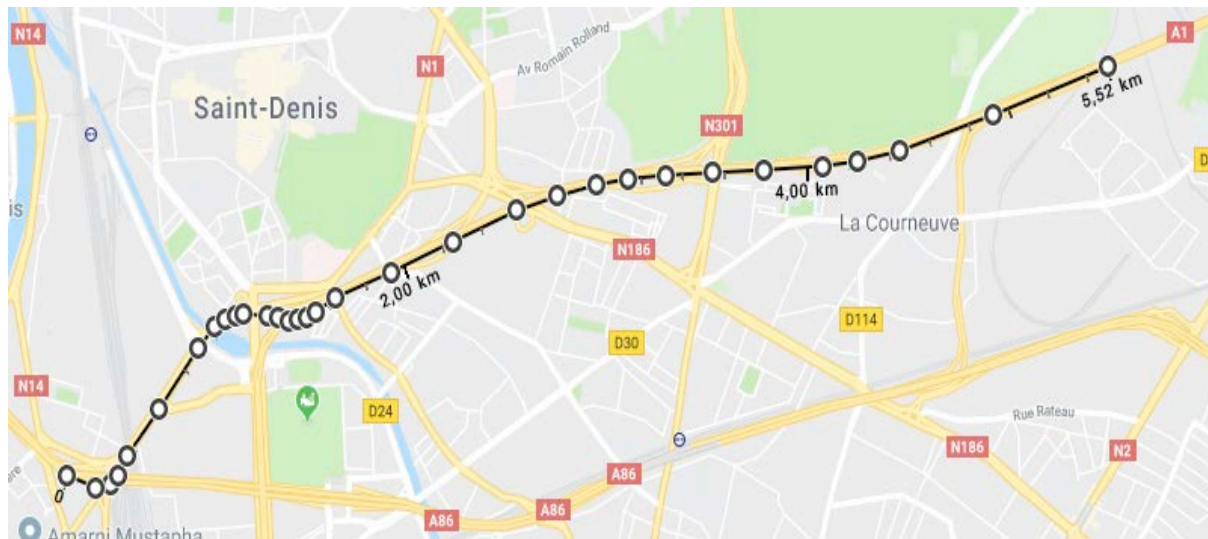 N14
N1
Av Romain Rolland
A1
Saint-Denis
5,52 km
N301
D
4,00 km
is
La Courneuve
N186
2,00 km
D114
D30
N14
D24
Rue Rateau
N186
N2
A86
0
A86
A86
Amarni Mustapha